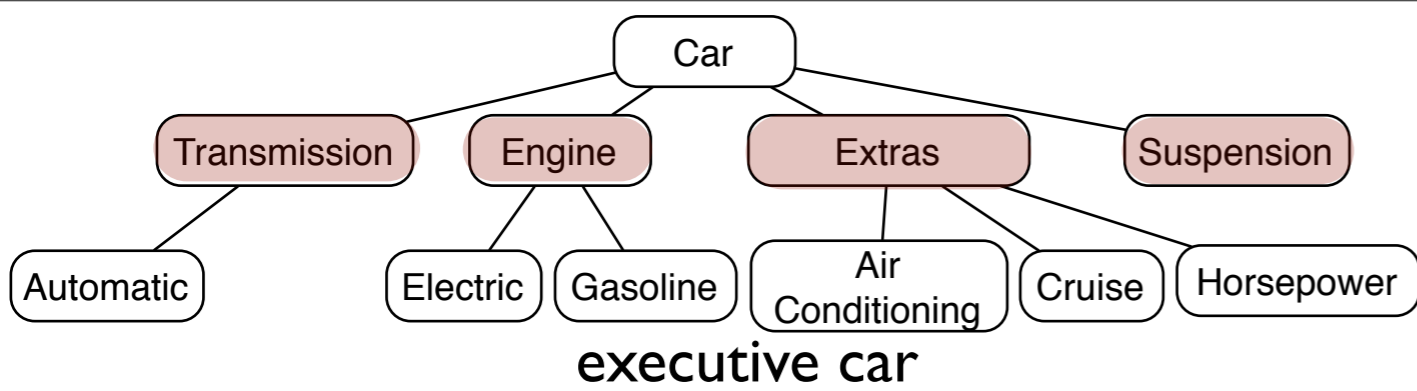 Car
Transmission
Engine
Extras
Suspension
Automatic
Electric
Gasoline
Air
Conditioning
Cruise
Horsepower
executive car